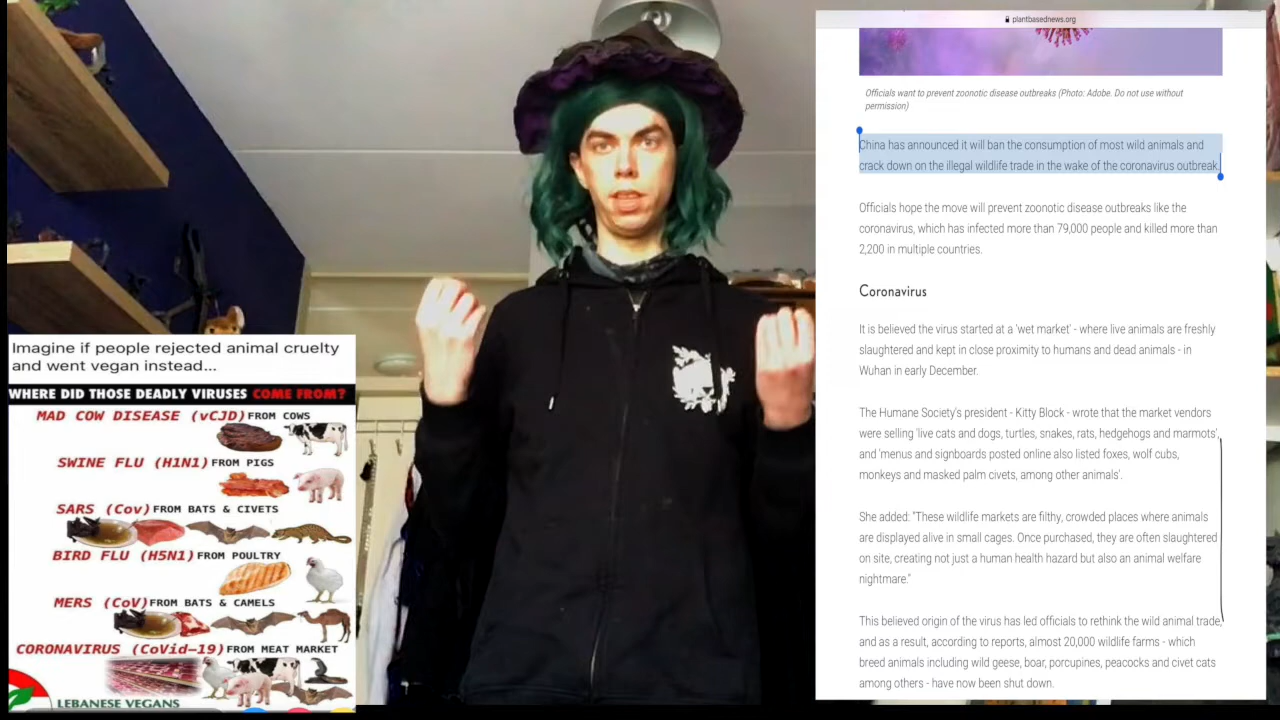 plantbasednews.org
Officials want to prevent zoonotic disease outbreaks (Photo: Adobe. Do not use without
permission)
China has announced it will ban the consumption of most wild animals and
crack down on the illegal wildlife trade in the wake of the coronavirus outbreak.
Officials hope the move will prevent zoonotic disease outbreaks like the
coronavirus, which has infected more than 79,000 people and killed more than
2,200 in multiple countries.
Coronavirus
It is believed the virus started at a 'wet market' - where live animals are freshly
slaughtered and kept in close proximity to humans and dead animals - in
Wuhan in early December.
The Humane Society's president - Kitty Block - wrote that the market vendors
were selling 'live cats and dogs, turtles, snakes, rats, hedgehogs and marmots',
and 'menus and signboards posted online also listed foxes, wolf cubs,
monkeys and masked palm civets, among other animals'.
She added: "These wildlife markets are filthy, crowded places where animals
are displayed alive in small cages. Once purchased, they are often slaughtered
on site, creating not just a human health hazard but also an animal welfare
nightmare."
This believed origin of the virus has led officials to rethink the wild animal trade,
and as a result, according to reports, almost 20,000 wildlife farms - which
breed animals including wild geese, boar, porcupines, peacocks and civet cats
among others - have now been shut down.
Imagine if people rejected animal cruelty
and went vegan instead...
WHERE DID THOSE DEADLY VIRUSES COME FROM?
MAD COW DISEASE (vCJD) FROM COWS
SWINE FLU (H1N1) FROM PIGS
SARS (Cov) FROM BATS & CIVETS
BIRD FLU (H5N1) FROM POULTRY
MERS (CoV) FROM BATS & CAMELS
CORONAVIRUS (CoVid-19) FROM MEAT MARKET
LEBANESE VEGANS